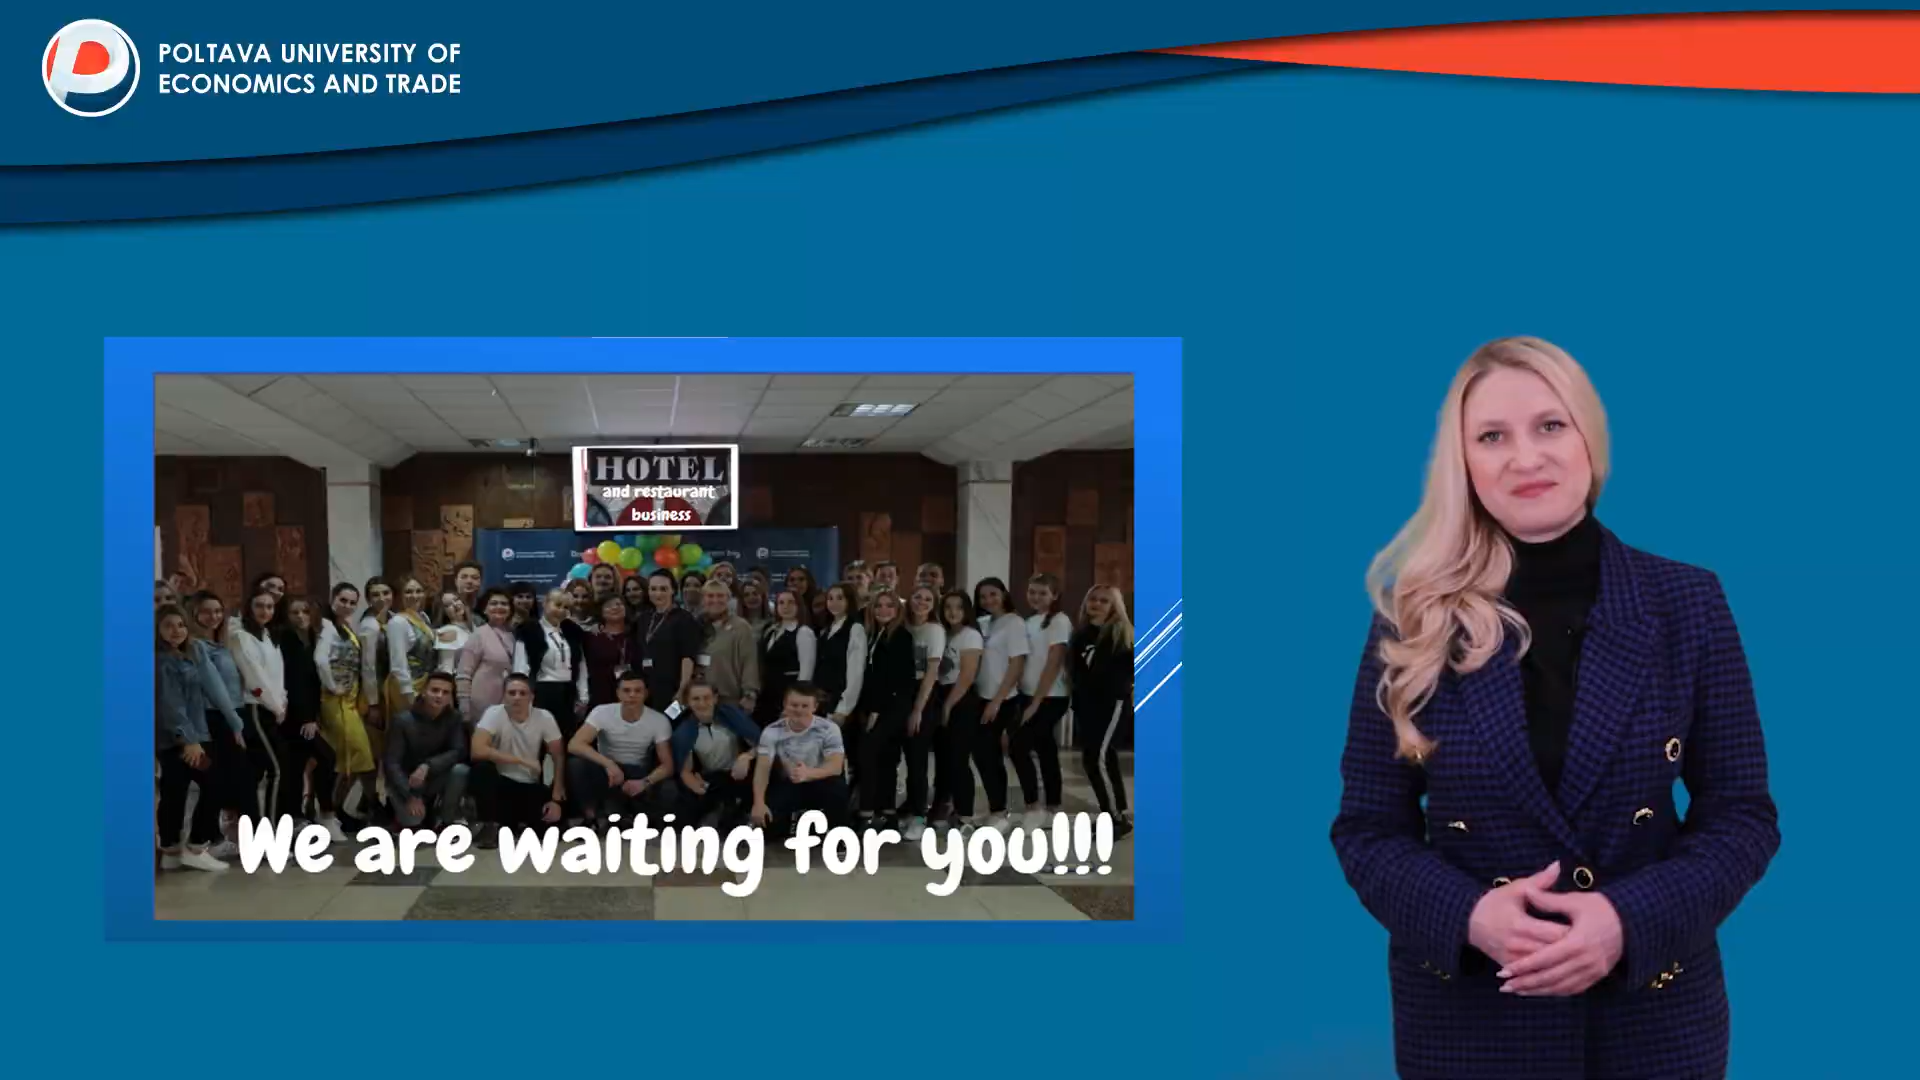 POLTAVA UNIVERSITY OF
ECONOMICS AND TRADE
HOTEL
and restaurant
business
We are waiting for you!!!